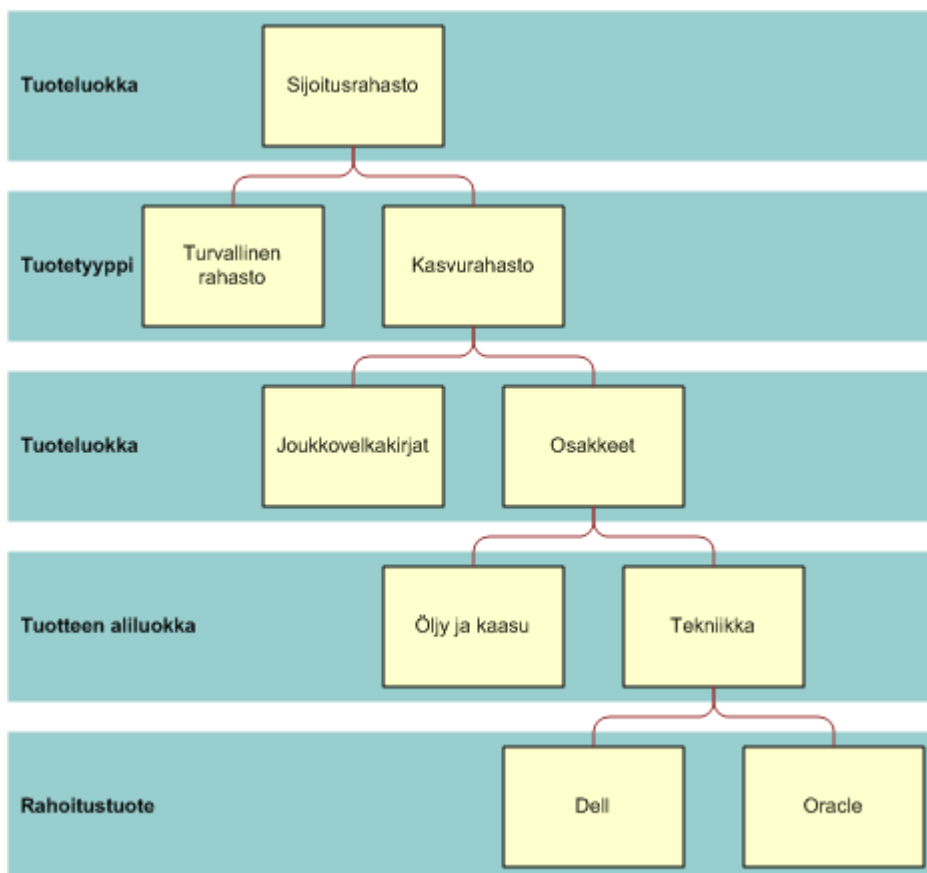 Tuoteluokka
Sijoitusrahasto
Tuotetyyppi
Turvallinen
rahasto
Kasvurahasto
Tuoteluokka
Joukkovelkakirjat
Osakkeet
Tuotteen aliluokka
Öljy ja kaasu
Tekniikka
Rahoitustuote
Dell
Oracle